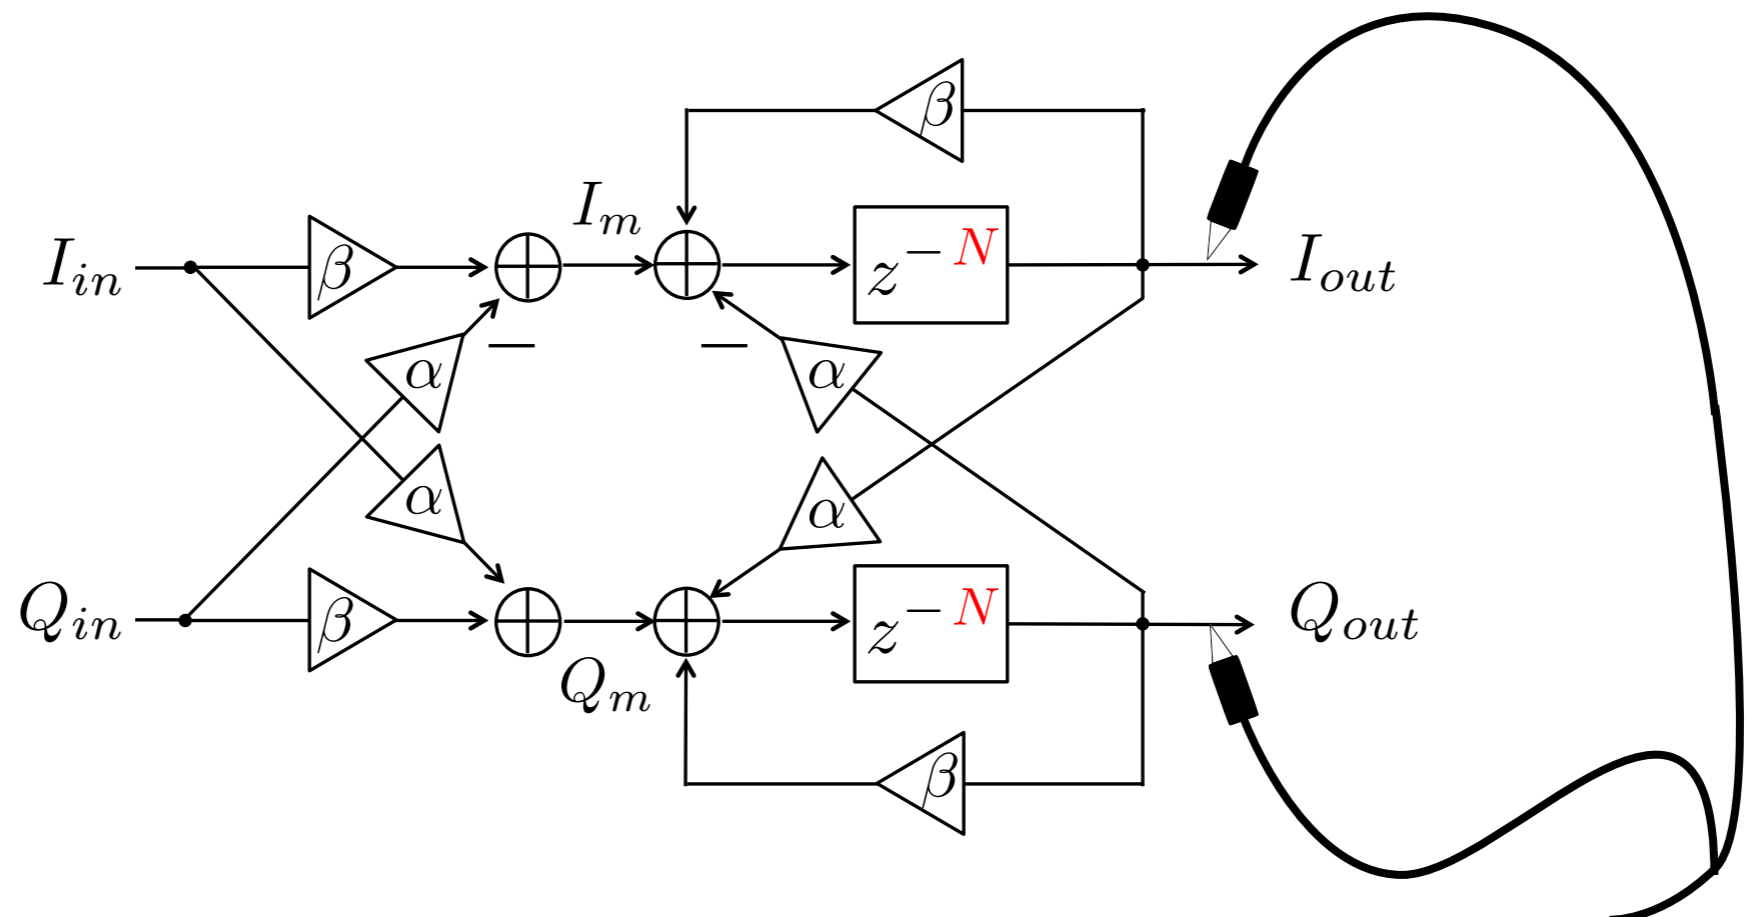 β
I_m
I_in β z^{-N} I_out
− −
α α
α α
Q_in β z^{-N} Q_out
Q_m
β